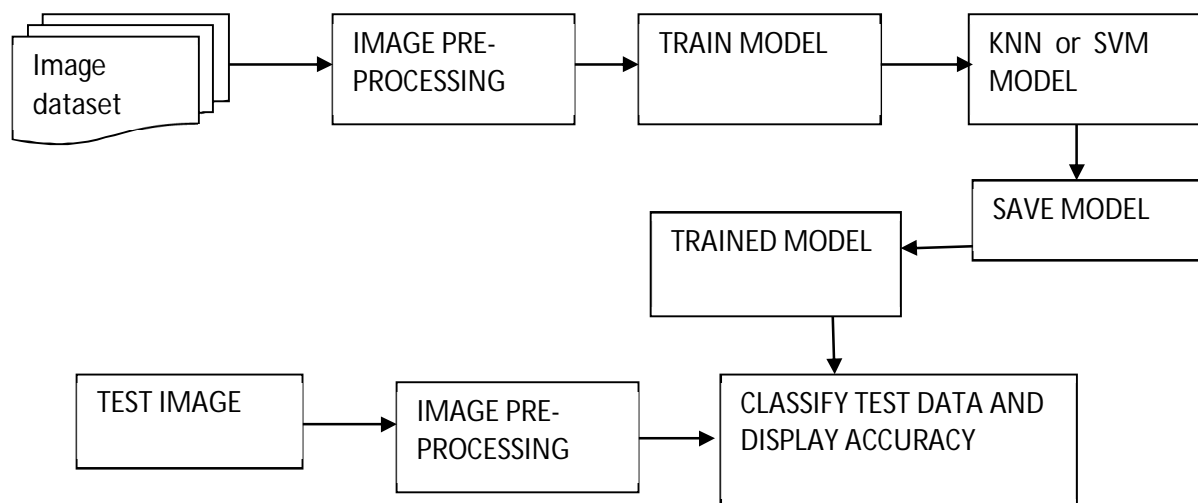 Image
dataset
IMAGE PRE-
PROCESSING
TRAIN MODEL
KNN or SVM
MODEL
SAVE MODEL
TRAINED MODEL
TEST IMAGE
IMAGE PRE-
PROCESSING
CLASSIFY TEST DATA AND
DISPLAY ACCURACY